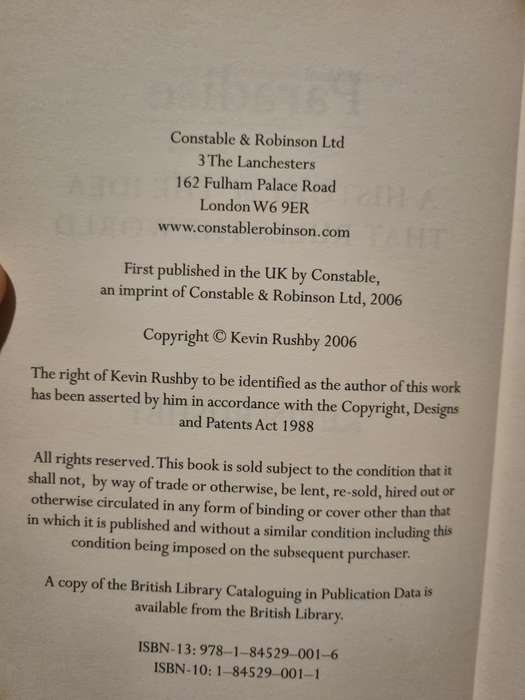 Constable & Robinson Ltd
3 The Lanchesters
162 Fulham Palace Road
London W6 9ER
www.constablerobinson.com
First published in the UK by Constable,
an imprint of Constable & Robinson Ltd, 2006
Copyright © Kevin Rushby 2006
The right of Kevin Rushby to be identified as the author of this work
has been asserted by him in accordance with the Copyright, Designs
and Patents Act 1988
All rights reserved. This book is sold subject to the condition that it
shall not, by way of trade or otherwise, be lent, re-sold, hired out or
otherwise circulated in any form of binding or cover other than that
in which it is published and without a similar condition including this
condition being imposed on the subsequent purchaser.
A copy of the British Library Cataloguing in Publication Data is
available from the British Library.
ISBN-13: 978–1–84529–001–6
ISBN-10: 1–84529–001–1